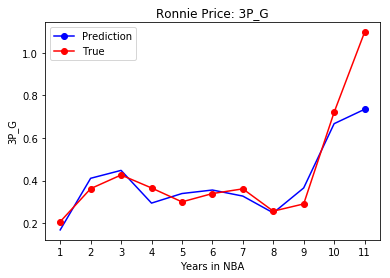 Ronnie Price: 3P_G
Prediction
True
1.0
0.8
0.6
0.4
0.2
3P_G
1 2 3 4 5 6 7 8 9 10 11
Years in NBA